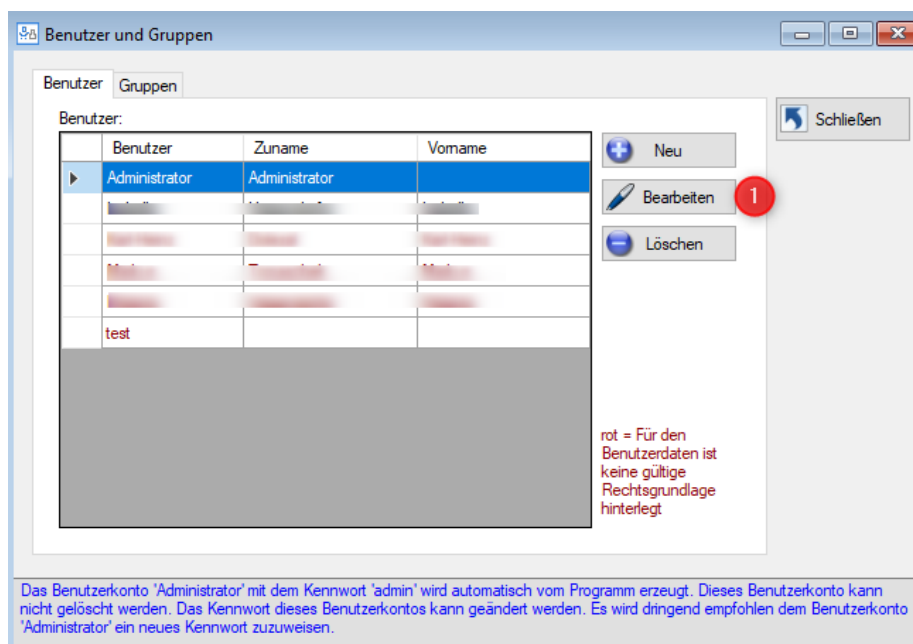 Benutzer und Gruppen
Benutzer Gruppen
Benutzer:
Schließen
Benutzer Zuname Vorname
Neu
Administrator Administrator
Bearbeiten 1
Löschen
test
rot = Für den
Benutzerdaten ist
keine gültige
Rechtsgrundlage
hinterlegt
Das Benutzerkonto 'Administrator' mit dem Kennwort 'admin' wird automatisch vom Programm erzeugt. Dieses Benutzerkonto kann
nicht gelöscht werden. Das Kennwort dieses Benutzerkontos kann geändert werden. Es wird dringend empfohlen dem Benutzerkonto
'Administrator' ein neues Kennwort zuzuweisen.